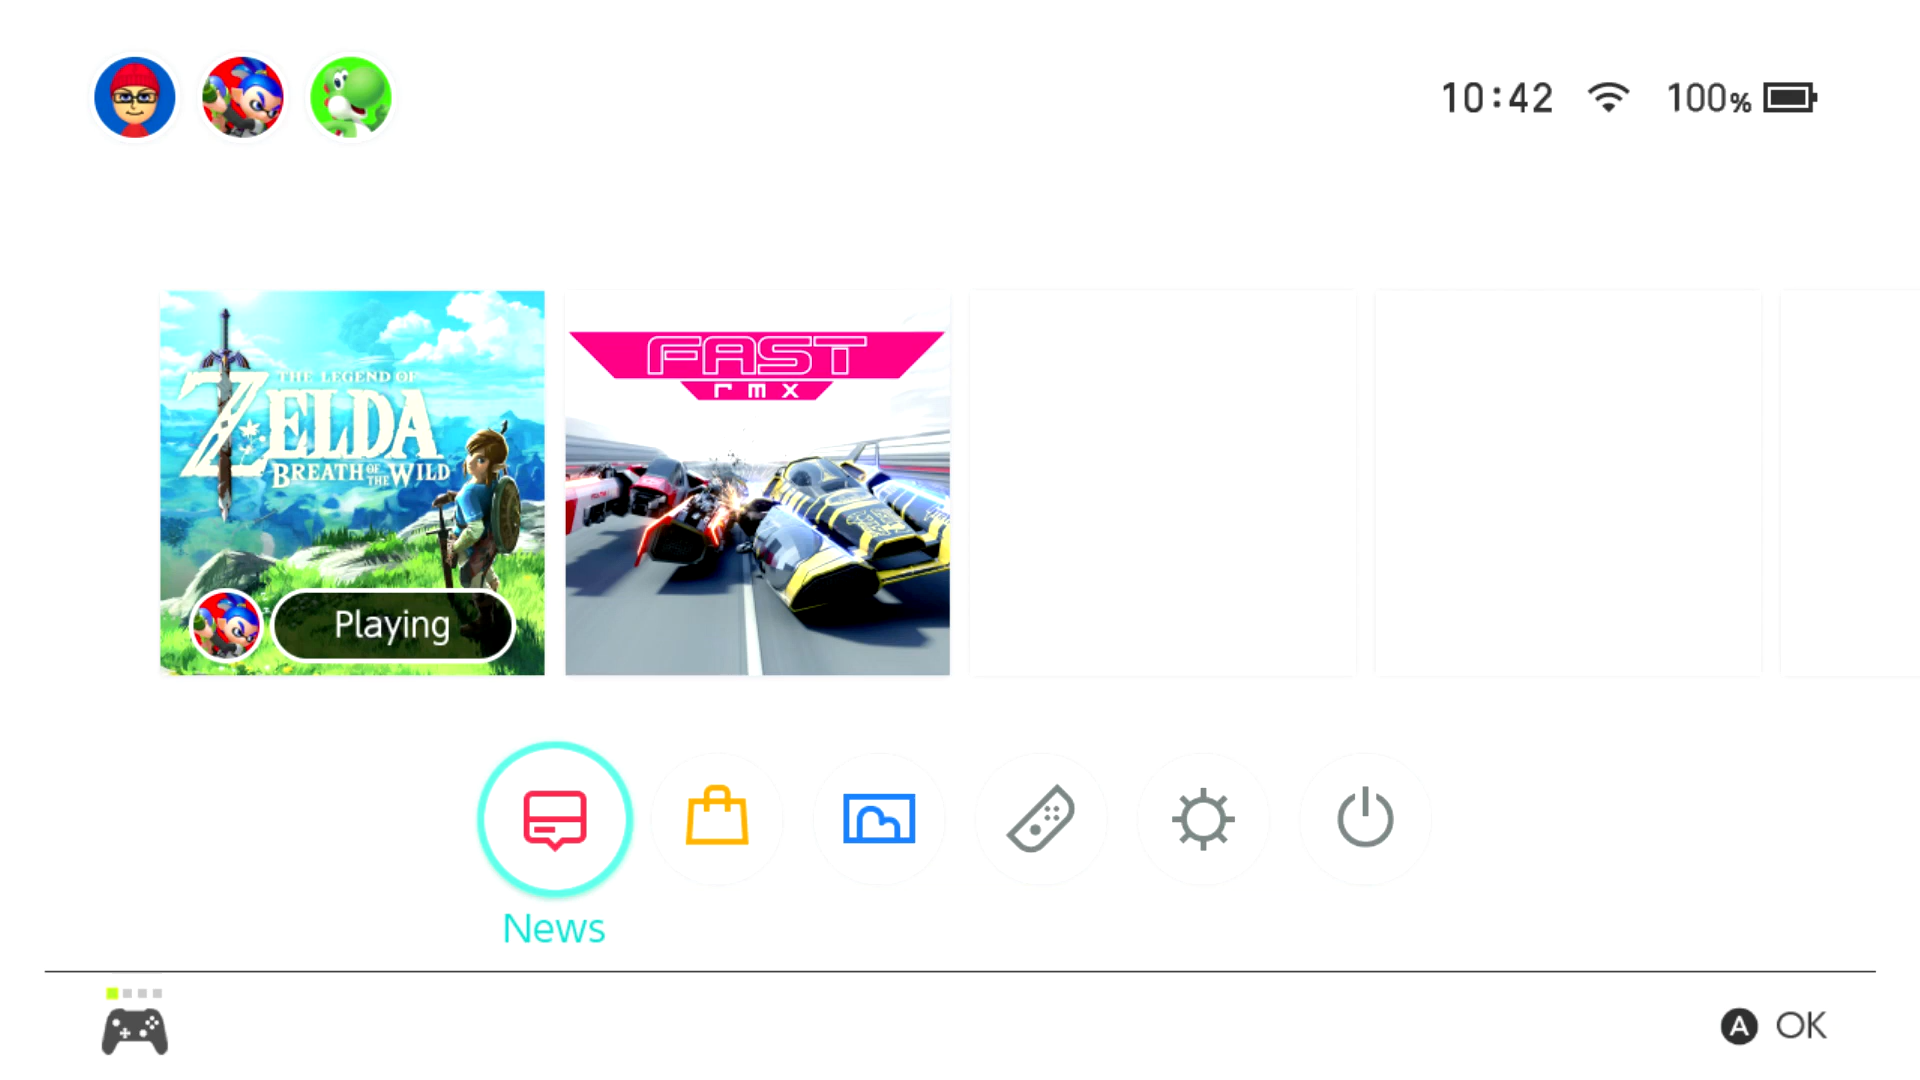 10:42
100%
THE LEGEND OF
ZELDA
BREATH OF THE WILD
Playing
FAST
rmx
News
A OK